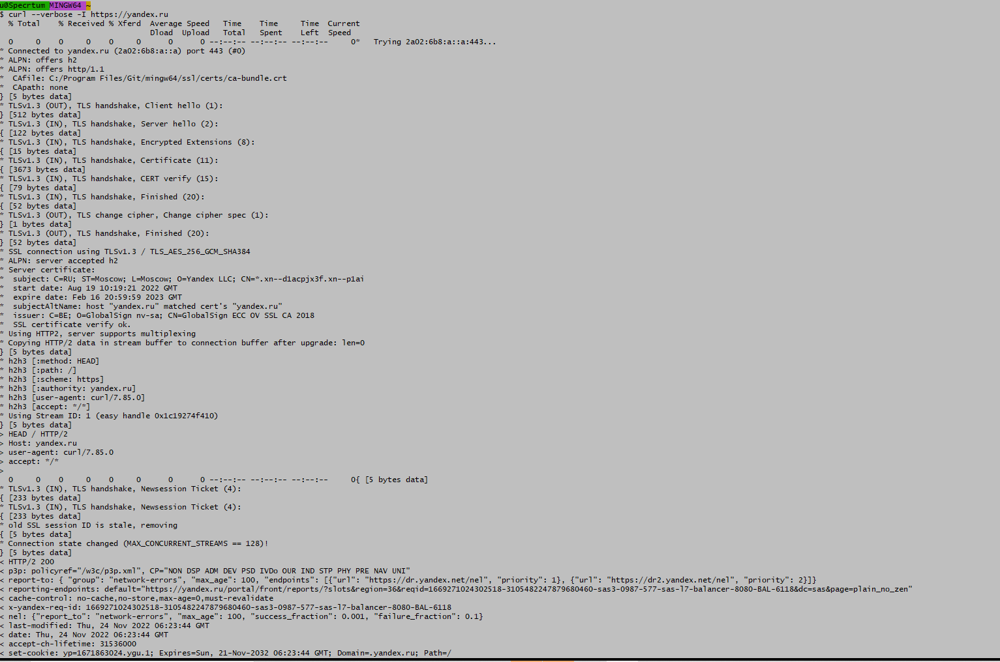 u@Specrtum MINGW64 ~
$ curl --verbose -I https://yandex.ru
% Total % Received % Xferd Average Speed Time Time Time Current
Dload Upload Total Spent Left Speed
0 0 0 0 0 0 0 0 --:--:-- --:--:-- --:--:-- 0* Trying 2a02:6b8:a::a:443...
* Connected to yandex.ru (2a02:6b8:a::a) port 443 (#0)
* ALPN: offers h2
* ALPN: offers http/1.1
* CAfile: C:/Program Files/Git/mingw64/ssl/certs/ca-bundle.crt
* CApath: none
} [5 bytes data]
* TLSv1.3 (OUT), TLS handshake, Client hello (1):
} [512 bytes data]
* TLSv1.3 (IN), TLS handshake, Server hello (2):
{ [122 bytes data]
* TLSv1.3 (IN), TLS handshake, Encrypted Extensions (8):
{ [15 bytes data]
* TLSv1.3 (IN), TLS handshake, Certificate (11):
{ [3673 bytes data]
* TLSv1.3 (IN), TLS handshake, CERT verify (15):
{ [79 bytes data]
* TLSv1.3 (IN), TLS handshake, Finished (20):
{ [52 bytes data]
* TLSv1.3 (OUT), TLS change cipher, Change cipher spec (1):
} [1 bytes data]
* TLSv1.3 (OUT), TLS handshake, Finished (20):
} [52 bytes data]
* SSL connection using TLSv1.3 / TLS_AES_256_GCM_SHA384
* ALPN: server accepted h2
* Server certificate:
* subject: C=RU; ST=Moscow; L=Moscow; O=Yandex LLC; CN=*.xn--d1acpjx3f.xn--p1ai
* start date: Aug 19 10:19:21 2022 GMT
* expire date: Feb 16 20:59:59 2023 GMT
* subjectAltName: host "yandex.ru" matched cert's "yandex.ru"
* issuer: C=BE; O=GlobalSign nv-sa; CN=GlobalSign ECC OV SSL CA 2018
* SSL certificate verify ok.
* Using HTTP2, server supports multiplexing
* Copying HTTP/2 data in stream buffer to connection buffer after upgrade: len=0
} [5 bytes data]
* h2h3 [:method: HEAD]
* h2h3 [:path: /]
* h2h3 [:scheme: https]
* h2h3 [:authority: yandex.ru]
* h2h3 [user-agent: curl/7.85.0]
* h2h3 [accept: */*]
* Using Stream ID: 1 (easy handle 0x1c19274f410)
} [5 bytes data]
> HEAD / HTTP/2
> Host: yandex.ru
> user-agent: curl/7.85.0
> accept: */*
>
0 0 0 0 0 0 0 0 --:--:-- --:--:-- --:--:-- 0{ [5 bytes data]
* TLSv1.3 (IN), TLS handshake, Newsession Ticket (4):
{ [233 bytes data]
* TLSv1.3 (IN), TLS handshake, Newsession Ticket (4):
{ [233 bytes data]
* old SSL session ID is stale, removing
{ [5 bytes data]
* Connection state changed (MAX_CONCURRENT_STREAMS == 128)!
} [5 bytes data]
< HTTP/2 200
< p3p: policyref="/w3c/p3p.xml", CP="NON DSP ADM DEV PSD IVDo OUR IND STP PHY PRE NAV UNI"
< report-to: { "group": "network-errors", "max_age": 100, "endpoints": [{"url": "https://dr.yandex.net/nel", "priority": 1}, {"url": "https://dr2.yandex.net/nel", "priority": 2}]}
< reporting-endpoints: default="https://yandex.ru/portal/front/reports/?slots&region=36&reqid=1669271024302518-3105482247879680460-sas3-0987-577-sas-l7-balancer-8080-BAL-6118&dc=sas&page=plain_no_zen"
< cache-control: no-cache,no-store,max-age=0,must-revalidate
< x-yandex-req-id: 1669271024302518-3105482247879680460-sas3-0987-577-sas-l7-balancer-8080-BAL-6118
< nel: {"report_to": "network-errors", "max_age": 100, "success_fraction": 0.001, "failure_fraction": 0.1}
< last-modified: Thu, 24 Nov 2022 06:23:44 GMT
< date: Thu, 24 Nov 2022 06:23:44 GMT
< accept-ch-lifetime: 31536000
< set-cookie: yp=1671863024.ygu.1; Expires=Sun, 21-Nov-2032 06:23:44 GMT; Domain=.yandex.ru; Path=/